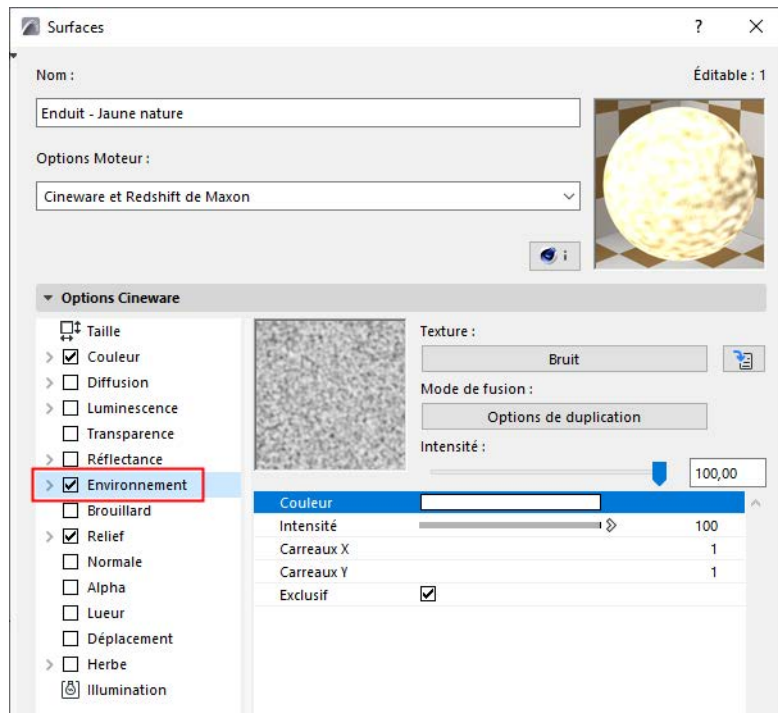 Surfaces ?
Nom : Éditable : 1
Enduit - Jaune nature
Options Moteur :
Cineware et Redshift de Maxon
i
Options Cineware
Taille
Couleur
Diffusion
Luminescence
Transparence
Réflectance
Environnement
Brouillard
Relief
Normale
Alpha
Lueur
Déplacement
Herbe
Illumination
Texture :
Bruit
Mode de fusion :
Options de duplication
Intensité :
100,00
Couleur
Intensité 100
Carreaux X 1
Carreaux Y 1
Exclusif